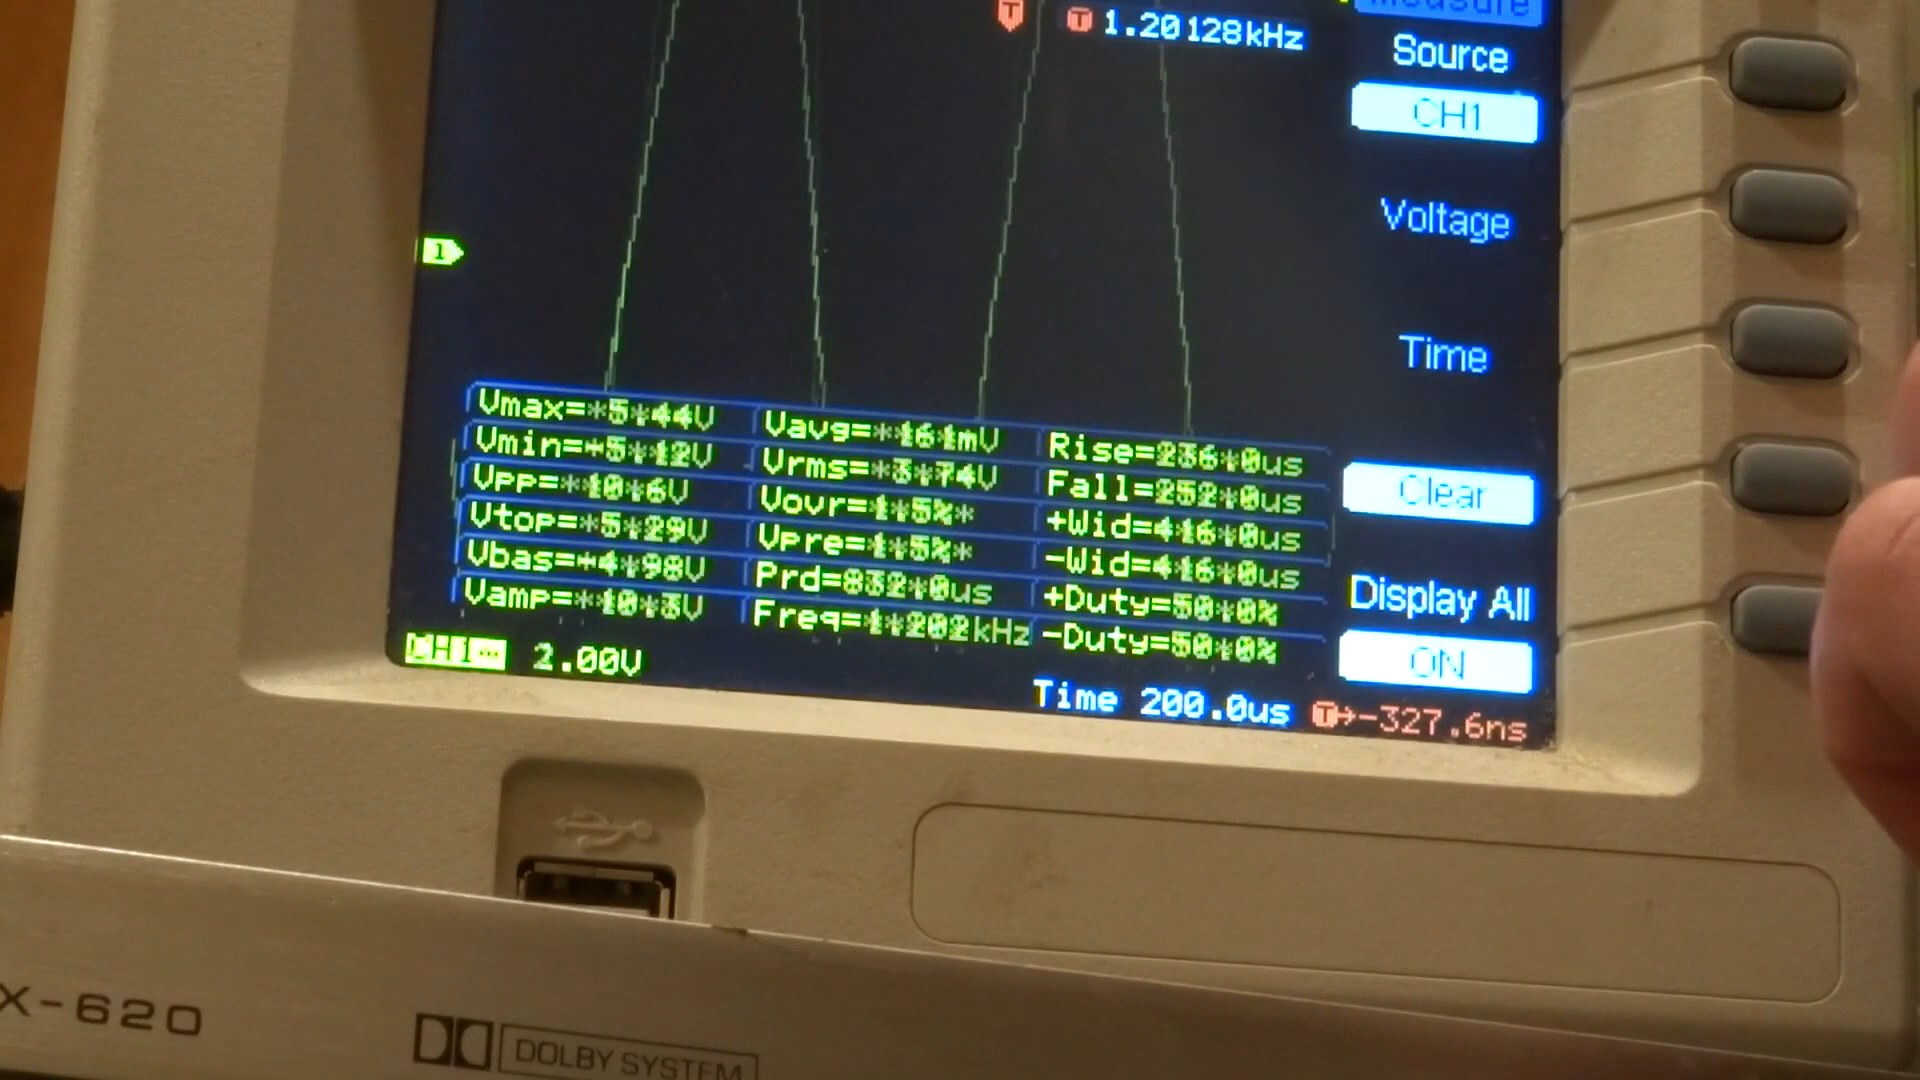 Measure
T T 1.20128kHz
Source
CH1
Voltage
1
Time
Vmax=*5*44V Vavg=*161mV Rise=236*0us
Vmin=*5*12V Vrms=*3*74V Fall=252*0us
Vpp=*10*6V Vovr=1*5%* +Wid=416*0us
Vtop=*5*29V Vpre=1*5%* -Wid=416*0us
Vbas=*4*98V Prd=832*0us +Duty=50*0%
Vamp=*10*3V Freq=1*202kHz -Duty=50*0%
Clear
Display All
ON
CH1 2.00V
Time 200.0us T→-327.6ns
X-620
DOLBY SYSTEM